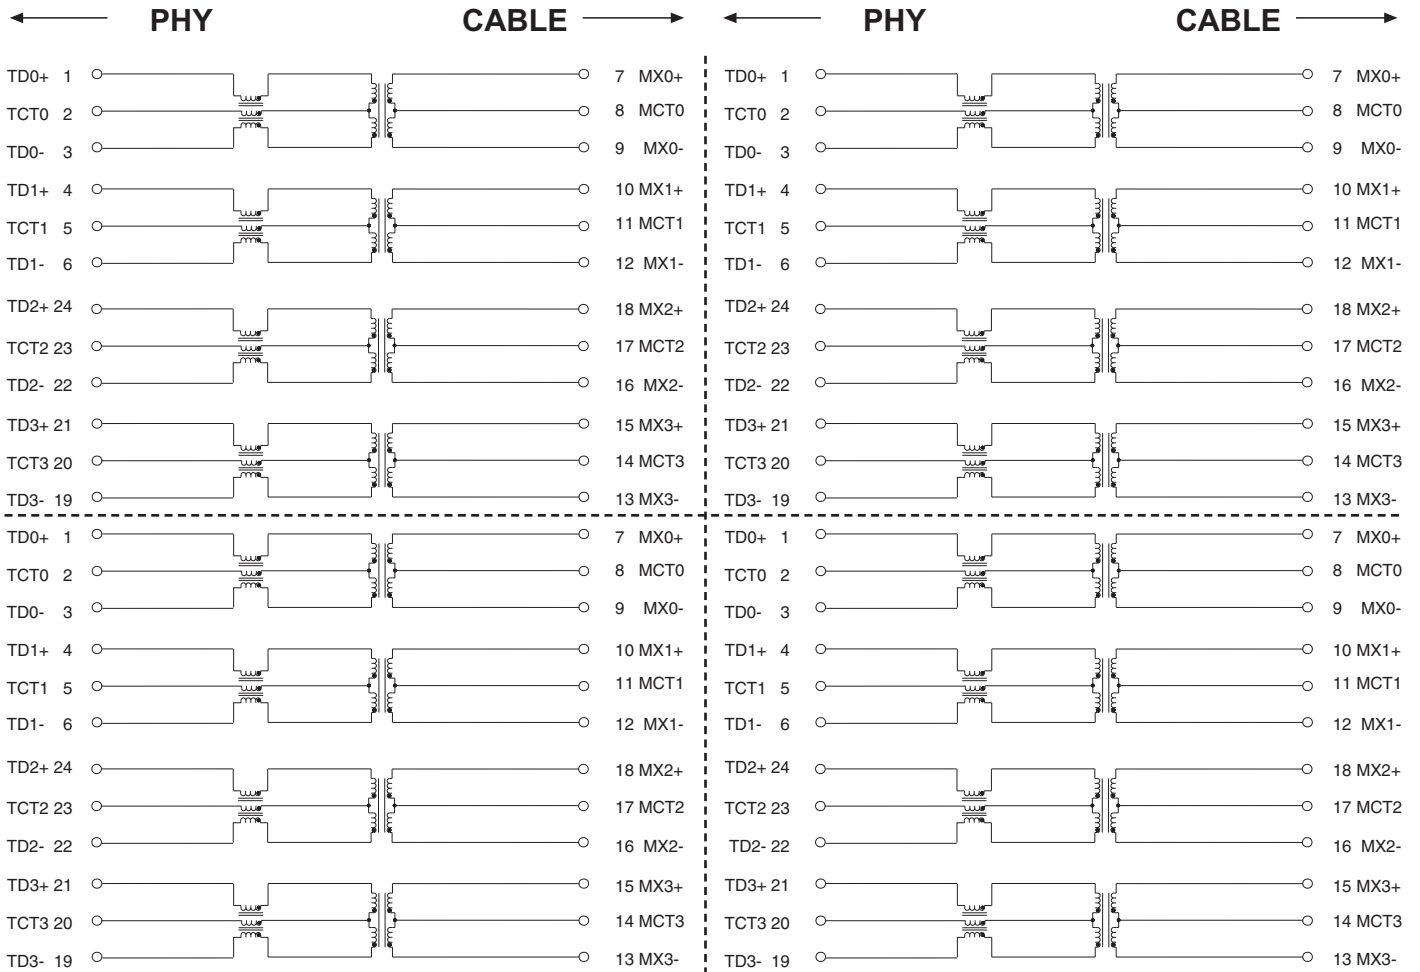 PHY CABLE PHY CABLE
TD0+ 1 7 MX0+
TCT0 2 8 MCT0
TD0- 3 9 MX0-
TD1+ 4 10 MX1+
TCT1 5 11 MCT1
TD1- 6 12 MX1-
TD2+ 24 18 MX2+
TCT2 23 17 MCT2
TD2- 22 16 MX2-
TD3+ 21 15 MX3+
TCT3 20 14 MCT3
TD3- 19 13 MX3-
TD0+ 1 7 MX0+
TCT0 2 8 MCT0
TD0- 3 9 MX0-
TD1+ 4 10 MX1+
TCT1 5 11 MCT1
TD1- 6 12 MX1-
TD2+ 24 18 MX2+
TCT2 23 17 MCT2
TD2- 22 16 MX2-
TD3+ 21 15 MX3+
TCT3 20 14 MCT3
TD3- 19 13 MX3-
TD0+ 1 7 MX0+
TCT0 2 8 MCT0
TD0- 3 9 MX0-
TD1+ 4 10 MX1+
TCT1 5 11 MCT1
TD1- 6 12 MX1-
TD2+ 24 18 MX2+
TCT2 23 17 MCT2
TD2- 22 16 MX2-
TD3+ 21 15 MX3+
TCT3 20 14 MCT3
TD3- 19 13 MX3-
TD0+ 1 7 MX0+
TCT0 2 8 MCT0
TD0- 3 9 MX0-
TD1+ 4 10 MX1+
TCT1 5 11 MCT1
TD1- 6 12 MX1-
TD2+ 24 18 MX2+
TCT2 23 17 MCT2
TD2- 22 16 MX2-
TD3+ 21 15 MX3+
TCT3 20 14 MCT3
TD3- 19 13 MX3-